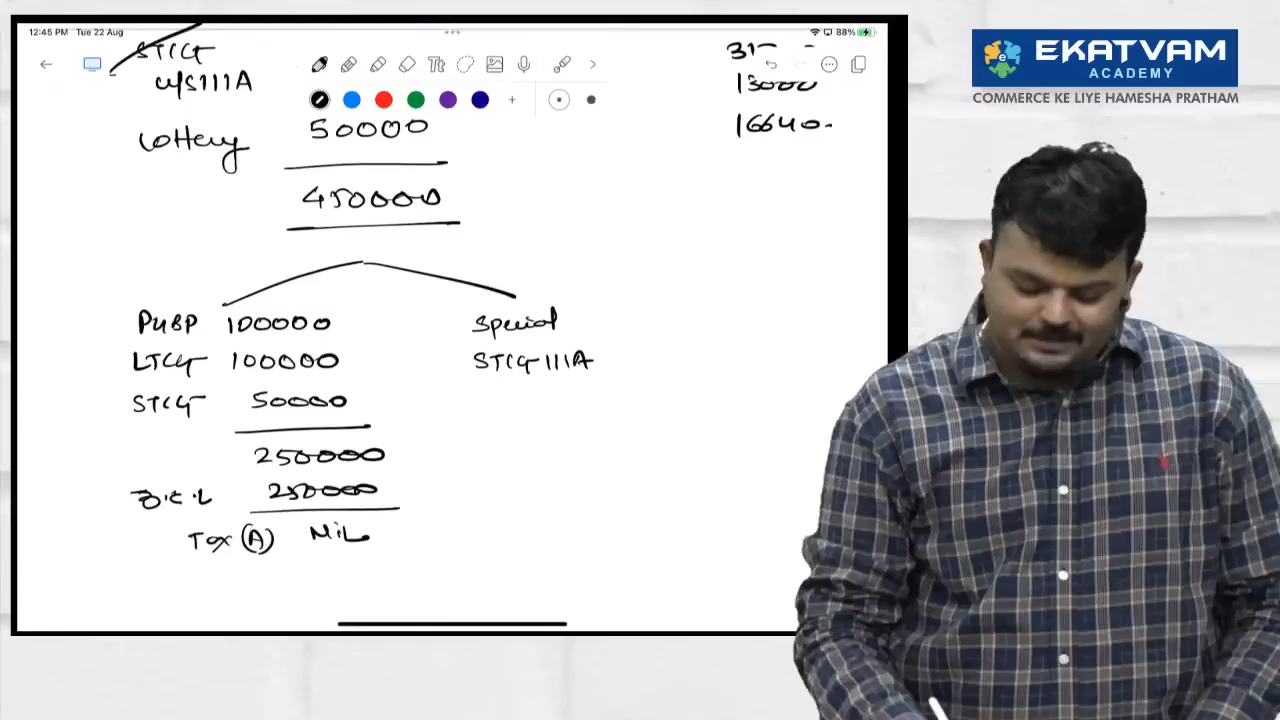 12:45 PM Tue 22 Aug
88%
EKATVAM
ACADEMY
COMMERCE KE LIYE HAMESHA PRATHAM
STCG
u/s 111A
15000
Lottery 50000
16640
450000
PGBP 100000
LTCG 100000
STCG 50000
250000
250000
Tax (A) NIL
Special
STCG 111A